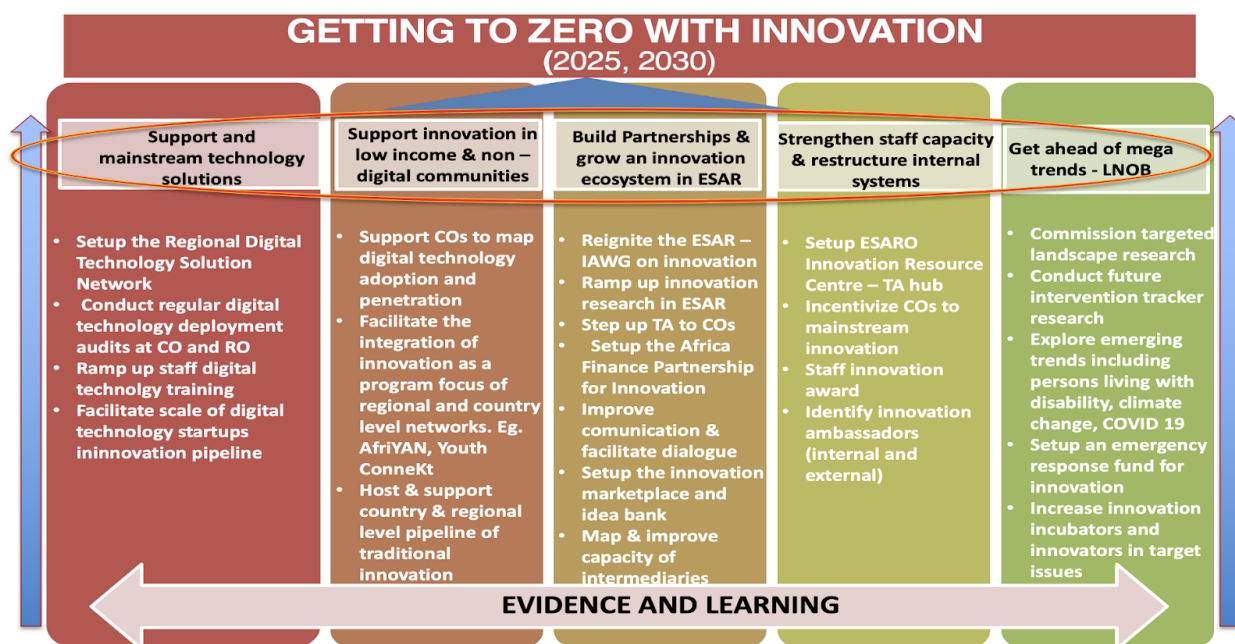 GETTING TO ZERO WITH INNOVATION
(2025, 2030)
Support and
mainstream technology
solutions
• Setup the Regional Digital
Technology Solution
Network
• Conduct regular digital
technology deployment
audits at CO and RO
• Ramp up staff digital
technolgy training
• Facilitate scale of digital
technology startups
ininnovation pipeline
Support innovation in
low income & non –
digital communities
• Support COs to map
digital technology
adoption and
penetration
• Facilitate the
integration of
innovation as a
program focus of
regional and country
level networks. Eg.
AfriYAN, Youth
ConneKt
• Host & support
country & regional
level pipeline of
traditional
innovation
Build Partnerships &
grow an innovation
ecosystem in ESAR
• Reignite the ESAR –
IAWG on innovation
• Ramp up innovation
research in ESAR
• Step up TA to COs
• Setup the Africa
Finance Partnership
for Innovation
• Improve
comunication &
facilitate dialogue
• Setup the innovation
marketplace and
idea bank
• Map & improve
capacity of
intermediaries
Strengthen staff capacity
& restructure internal
systems
• Setup ESARO
Innovation Resource
Centre – TA hub
• Incentivize COs to
mainstream
innovation
• Staff innovation
award
• Identify innovation
ambassadors
(internal and
external)
Get ahead of mega
trends - LNOB
• Commission targeted
landscape research
• Conduct future
intervention tracker
research
• Explore emerging
trends including
persons living with
disability, climate
change, COVID 19
• Setup an emergency
response fund for
innovation
• Increase innovation
incubators and
innovators in target
issues
EVIDENCE AND LEARNING